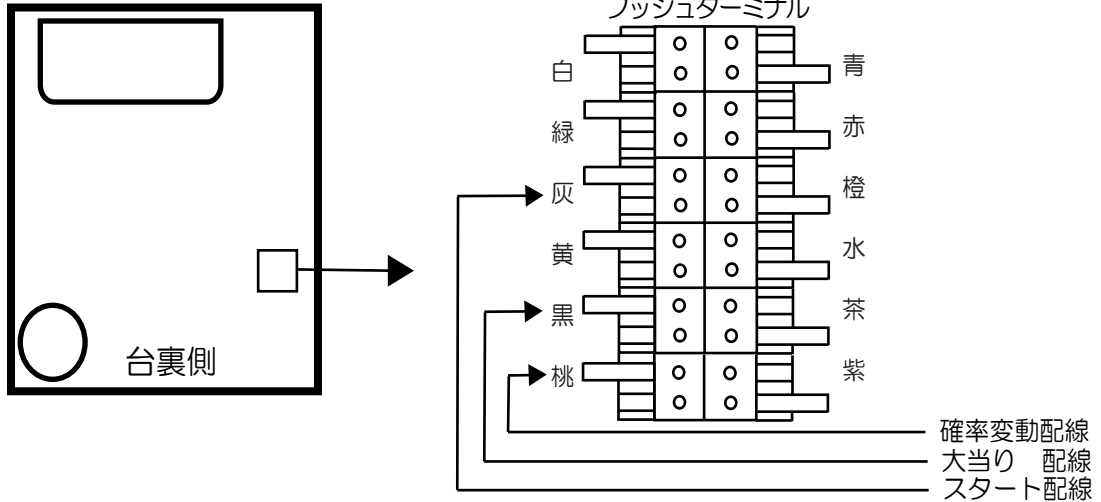 プッシュターミナル
白
青
緑
赤
灰
橙
黄
水
黒
茶
桃
紫
台裏側
確率変動配線
大当り　配線
スタート配線